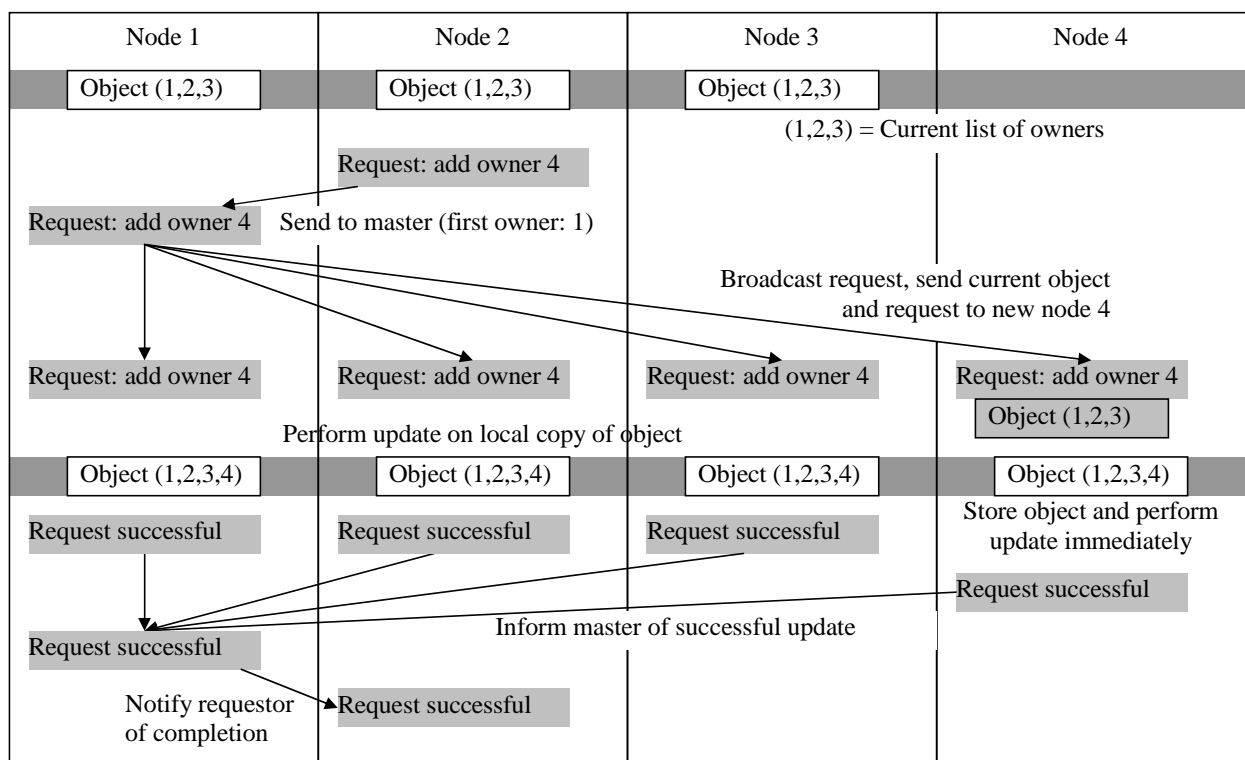 Node 1
Node 2
Node 3
Node 4
Object (1,2,3)
Object (1,2,3)
Object (1,2,3)
(1,2,3) = Current list of owners
Request: add owner 4
Request: add owner 4
Send to master (first owner: 1)
Broadcast request, send current object
and request to new node 4
Request: add owner 4
Request: add owner 4
Request: add owner 4
Request: add owner 4
Object (1,2,3)
Perform update on local copy of object
Object (1,2,3,4)
Object (1,2,3,4)
Object (1,2,3,4)
Object (1,2,3,4)
Request successful
Request successful
Request successful
Store object and perform
update immediately
Request successful
Inform master of successful update
Request successful
Notify requestor
of completion
Request successful